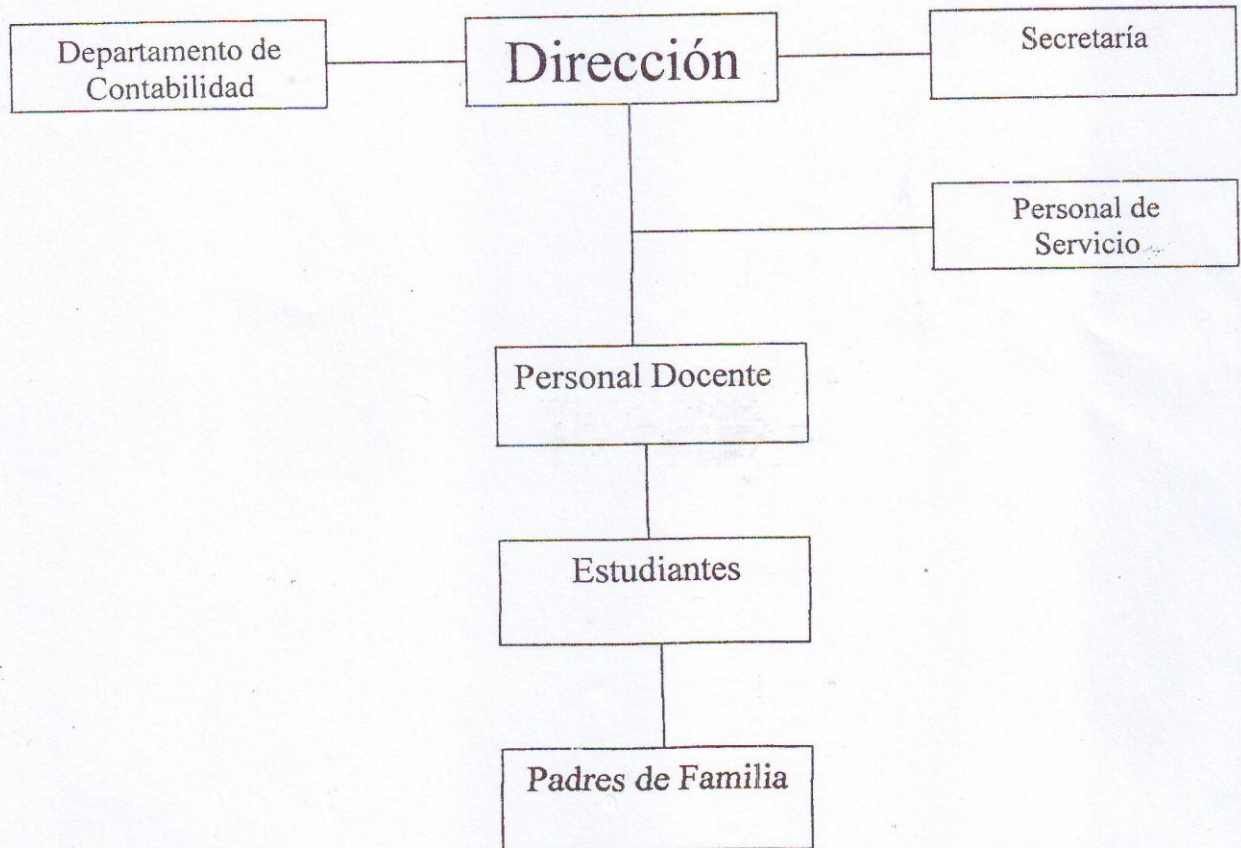 Departamento de
Contabilidad
Dirección
Secretaría
Personal de
Servicio
Personal Docente
Estudiantes
Padres de Familia